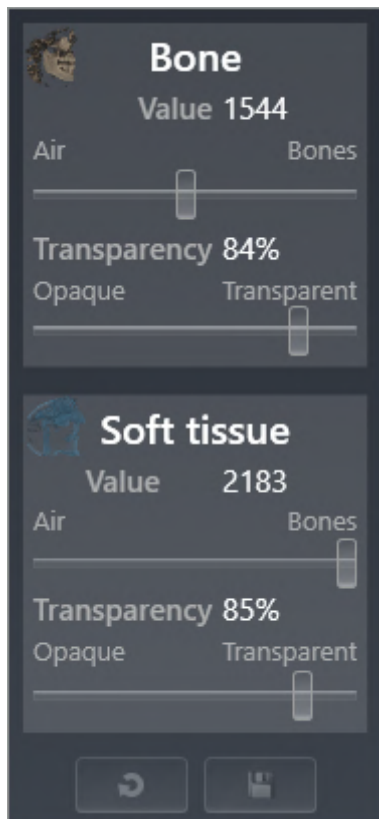 Bone
Value 1544
Air Bones
Transparency 84%
Opaque Transparent
Soft tissue
Value 2183
Air Bones
Transparency 85%
Opaque Transparent